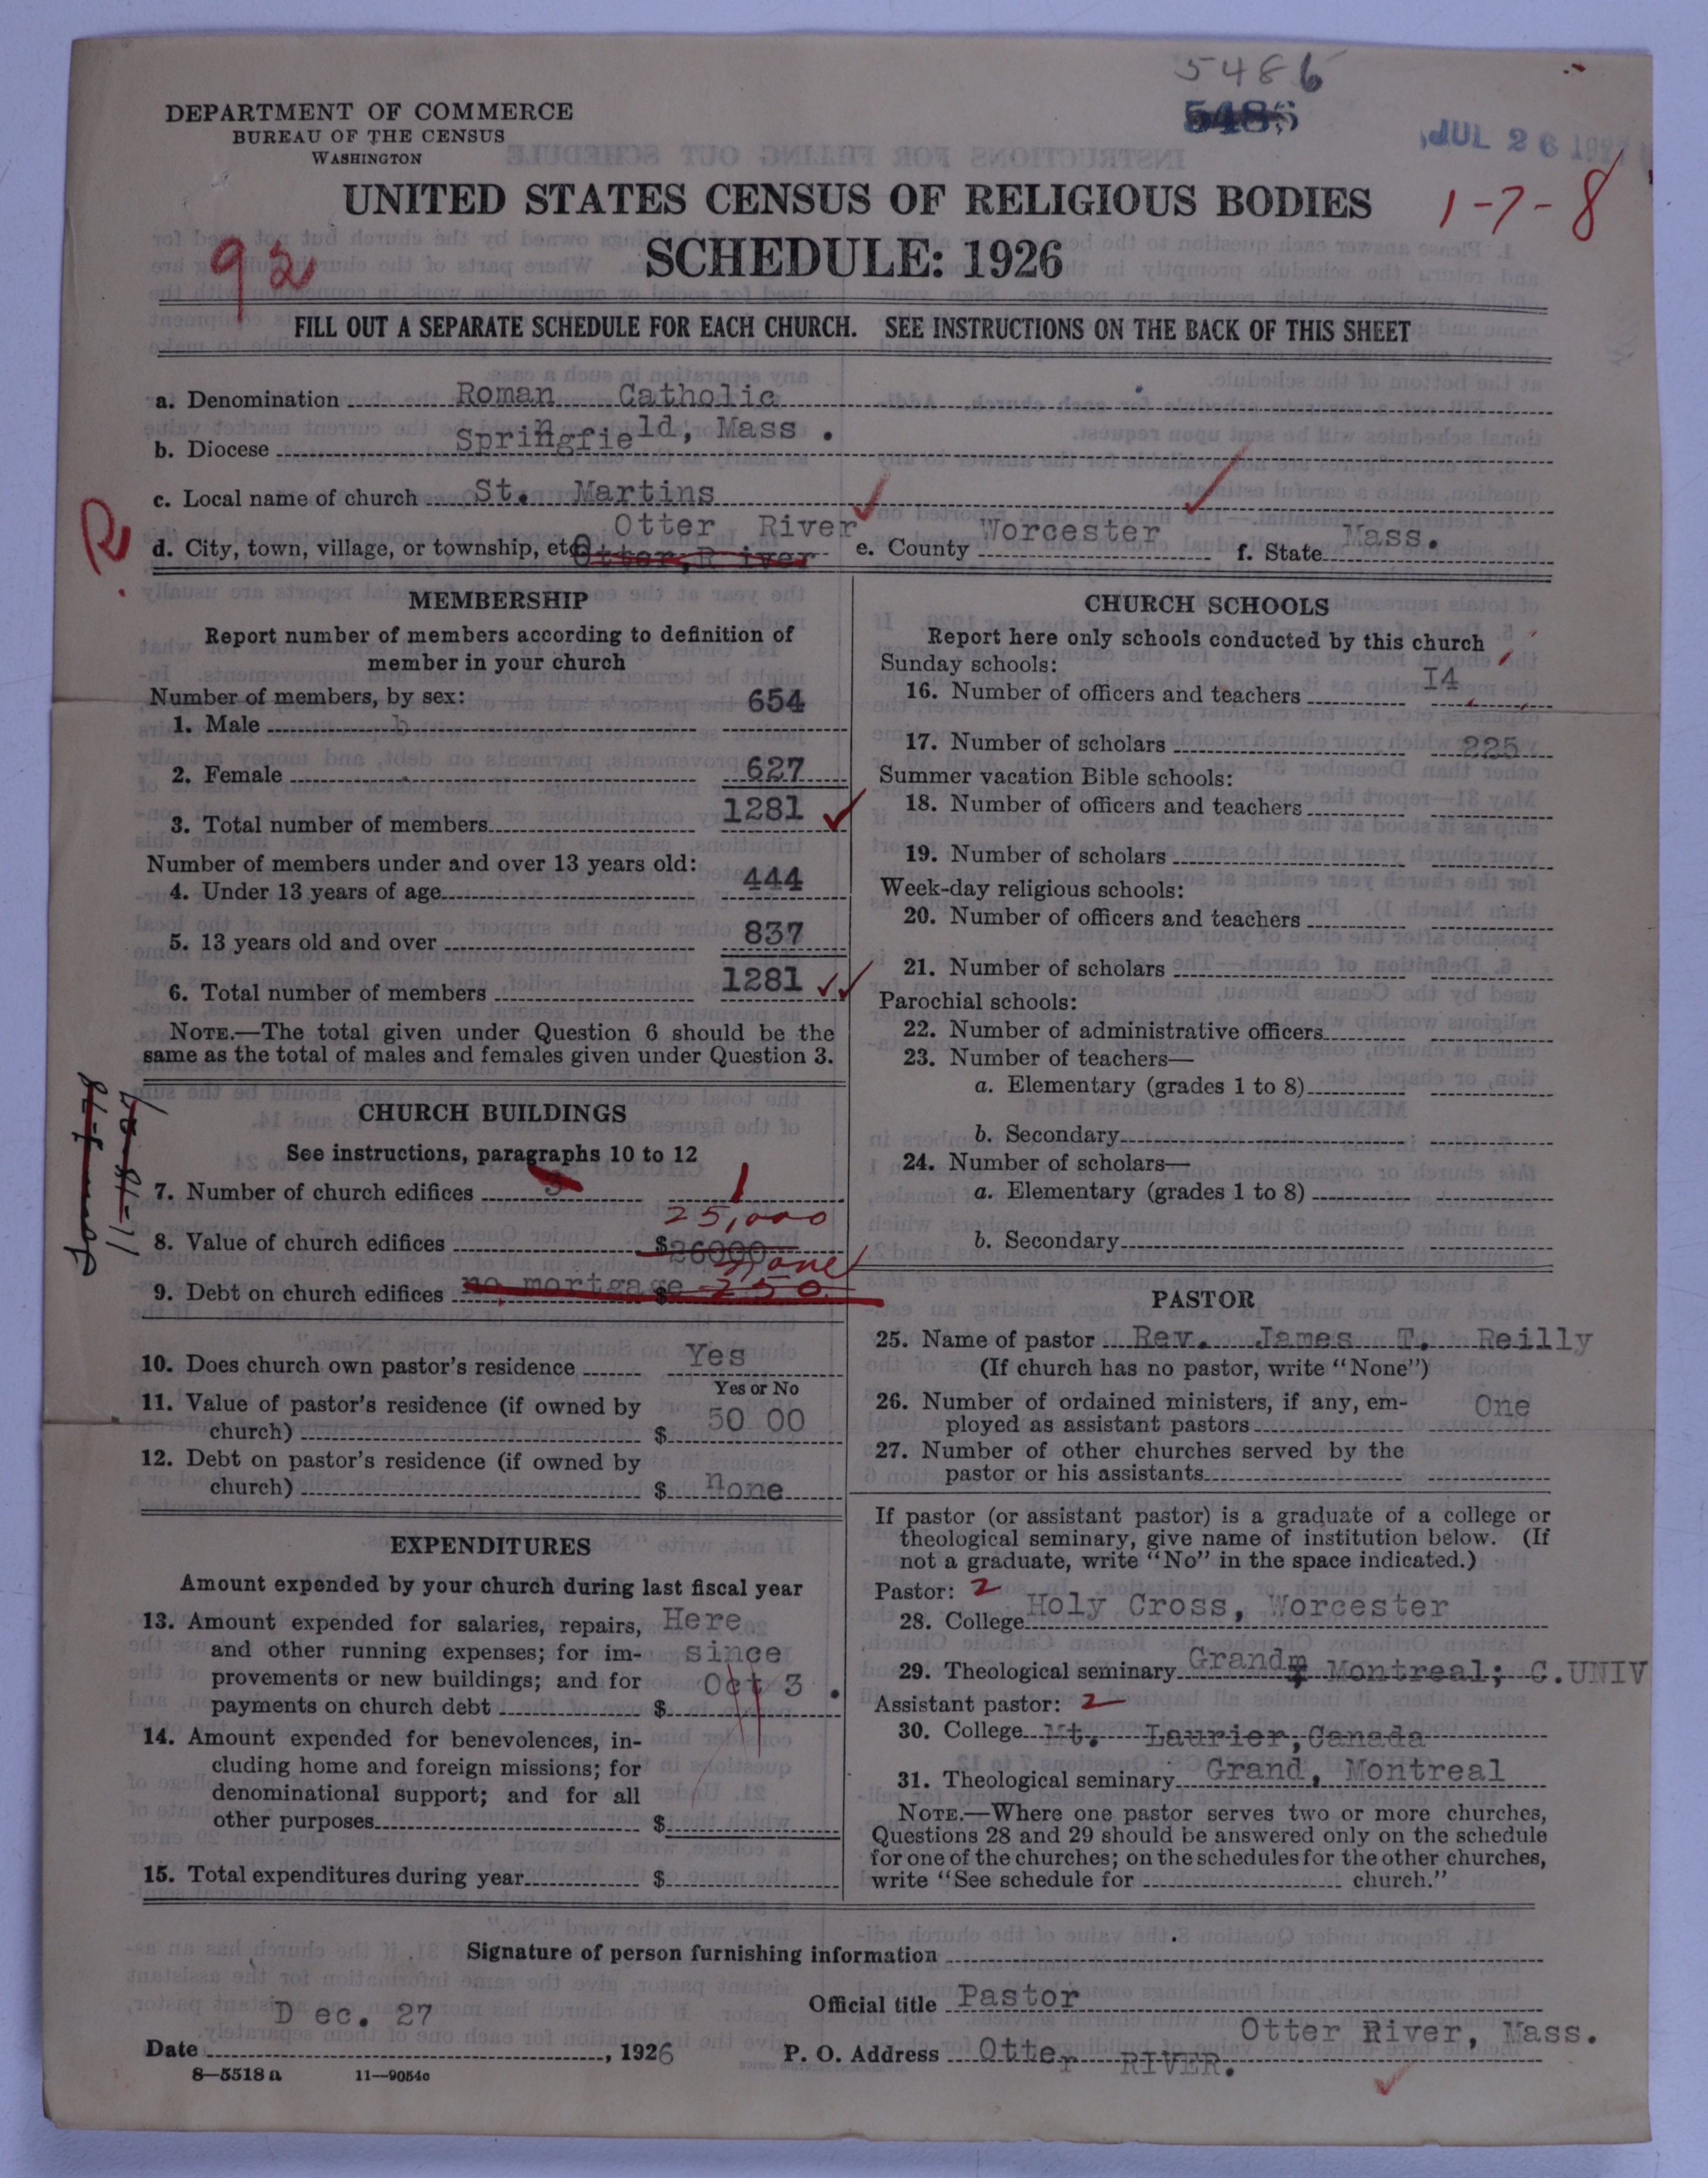 5486
5486
JUL 26 192
DEPARTMENT OF COMMERCE
BUREAU OF THE CENSUS
WASHINGTON
UNITED STATES CENSUS OF RELIGIOUS BODIES
1-7-8
SCHEDULE: 1926
92
FILL OUT A SEPARATE SCHEDULE FOR EACH CHURCH. SEE INSTRUCTIONS ON THE BACK OF THIS SHEET
a. Denomination Roman Catholic
b. Diocese Springfield, Mass .
c. Local name of church St. Martins
R
d. City, town, village, or township, etc Otter River Otter, R iver e. County Worcester f. State Mass.
MEMBERSHIP
Report number of members according to definition of
member in your church
Number of members, by sex:
1. Male 654
2. Female 627
3. Total number of members 1281
Number of members under and over 13 years old:
4. Under 13 years of age 444
5. 13 years old and over 837
6. Total number of members 1281
NOTE.—The total given under Question 6 should be the
same as the total of males and females given under Question 3.
CHURCH BUILDINGS
See instructions, paragraphs 10 to 12
7. Number of church edifices 3 1
25,000
8. Value of church edifices $26000
none
9. Debt on church edifices no mortgage $ 250
10. Does church own pastor's residence Yes
Yes or No
11. Value of pastor's residence (if owned by
church) $ 50 00
12. Debt on pastor's residence (if owned by
church) $ None
EXPENDITURES
Amount expended by your church during last fiscal year
13. Amount expended for salaries, repairs, Here
and other running expenses; for im- since
provements or new buildings; and for Oct 3 .
payments on church debt $
14. Amount expended for benevolences, in-
cluding home and foreign missions; for
denominational support; and for all
other purposes $
15. Total expenditures during year $
CHURCH SCHOOLS
Report here only schools conducted by this church
Sunday schools:
16. Number of officers and teachers I4
17. Number of scholars 225
Summer vacation Bible schools:
18. Number of officers and teachers
19. Number of scholars
Week-day religious schools:
20. Number of officers and teachers
21. Number of scholars
Parochial schools:
22. Number of administrative officers
23. Number of teachers—
a. Elementary (grades 1 to 8)
b. Secondary
24. Number of scholars—
a. Elementary (grades 1 to 8)
b. Secondary
PASTOR
25. Name of pastor Rev. James T. Reilly
(If church has no pastor, write "None")
26. Number of ordained ministers, if any, em-
ployed as assistant pastors One
27. Number of other churches served by the
pastor or his assistants
If pastor (or assistant pastor) is a graduate of a college or
theological seminary, give name of institution below. (If
not a graduate, write "No" in the space indicated.)
Pastor: 2
28. College Holy Cross, Worcester
29. Theological seminary Grand, Montreal; C.UNIV
Assistant pastor: 2
30. College Mt. Laurier,Canada
31. Theological seminary Grand, Montreal
NOTE.—Where one pastor serves two or more churches,
Questions 28 and 29 should be answered only on the schedule
for one of the churches; on the schedules for the other churches,
write "See schedule for church."
Signature of person furnishing information
Official title Pastor
Date D ec. 27, 1926
Otter River, Mass.
P. O. Address Otter RIVER.
8—5518 a 11—9054c